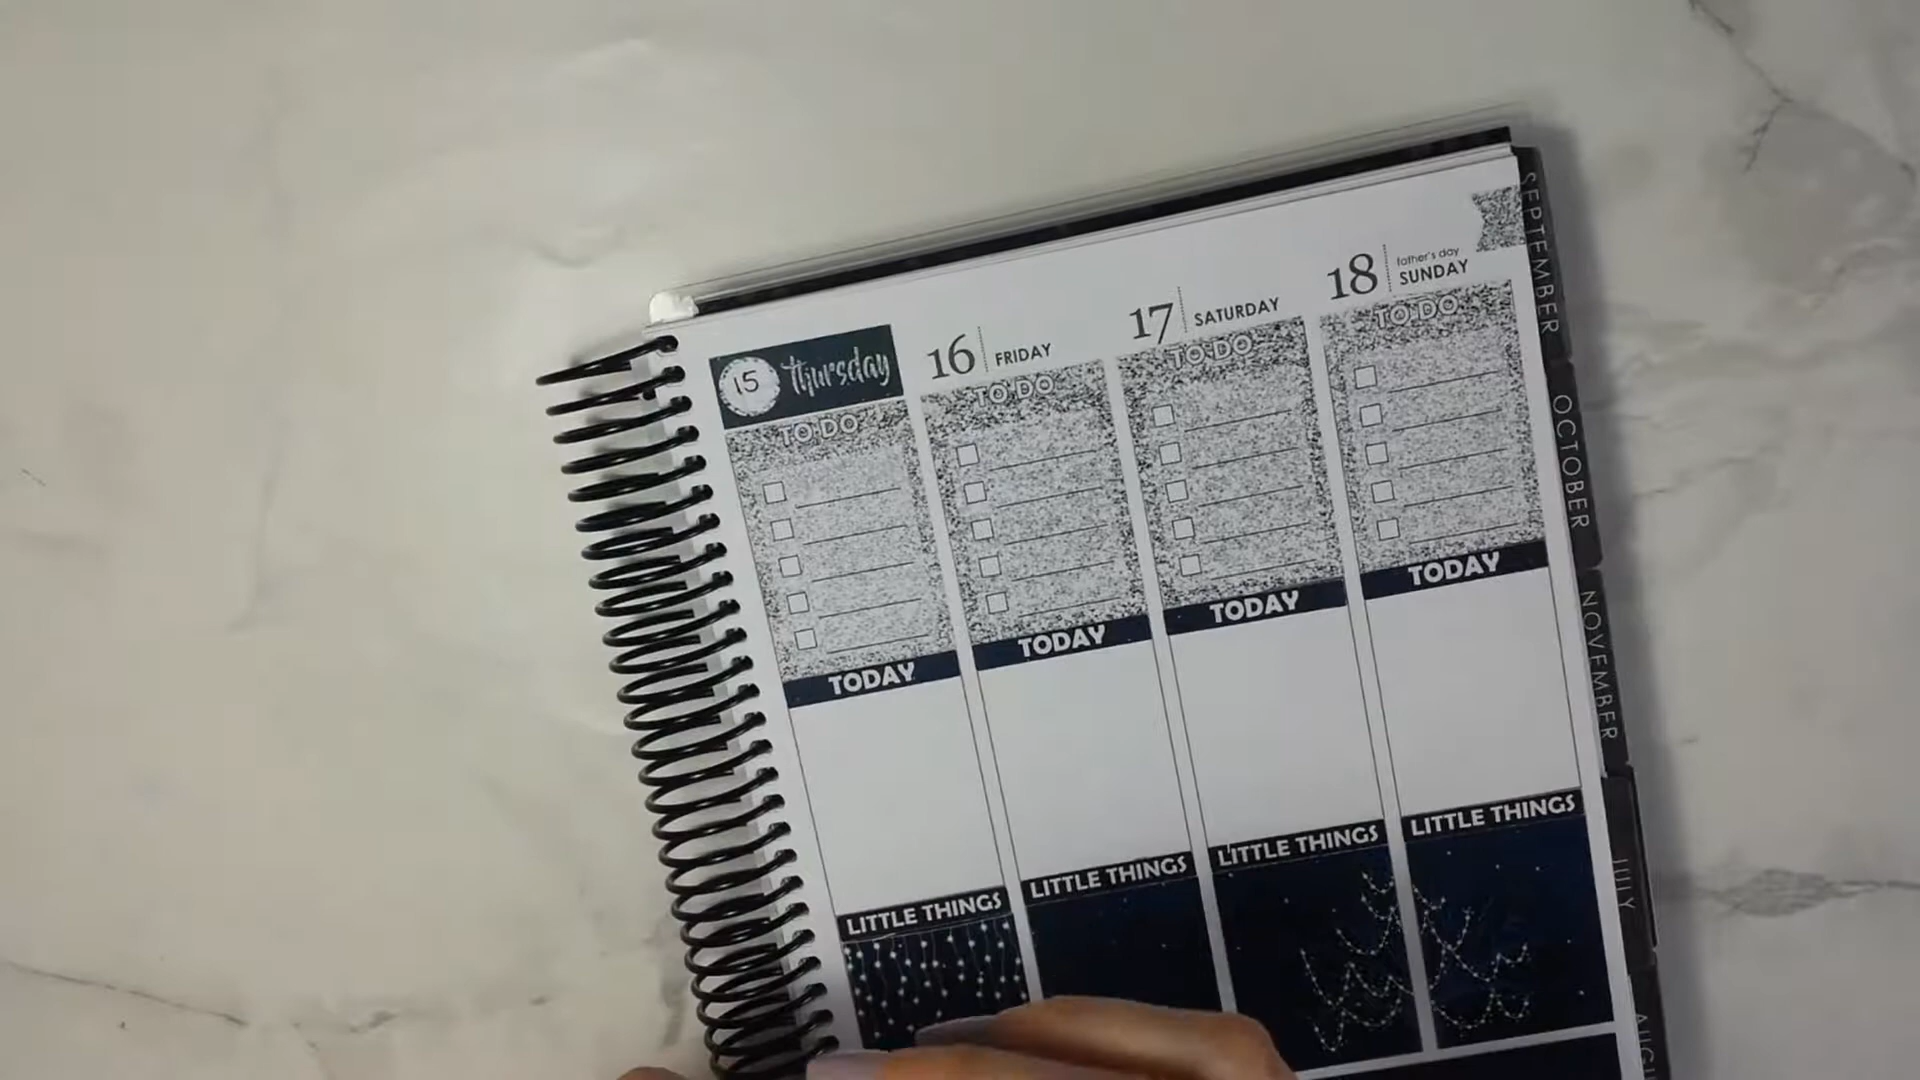 15 thursday
16 FRIDAY
17 SATURDAY
18 father's day
SUNDAY
TO DO
TO DO
TO DO
TO DO
TODAY
TODAY
TODAY
TODAY
LITTLE THINGS
LITTLE THINGS
LITTLE THINGS
LITTLE THINGS
SEPTEMBER
OCTOBER
NOVEMBER
JULY